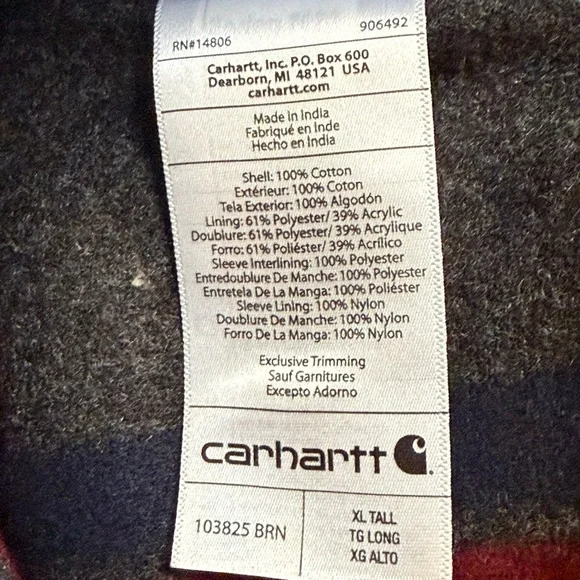 RN#14806 906492
Carhartt, Inc. P.O. Box 600
Dearborn, MI 48121 USA
carhartt.com
Made in India
Fabriqué en Inde
Hecho en India
Shell: 100% Cotton
Extérieur: 100% Coton
Tela Exterior: 100% Algodón
Lining: 61% Polyester/ 39% Acrylic
Doublure: 61% Polyester/ 39% Acrylique
Forro: 61% Poliéster/ 39% Acrílico
Sleeve Interlining: 100% Polyester
Entredoublure De Manche: 100% Polyester
Entretela De La Manga: 100% Poliéster
Sleeve Lining: 100% Nylon
Doublure De Manche: 100% Nylon
Forro De La Manga: 100% Nylon
Exclusive Trimming
Sauf Garnitures
Excepto Adorno
carhartt
103825 BRN
XL TALL
TG LONG
XG ALTO